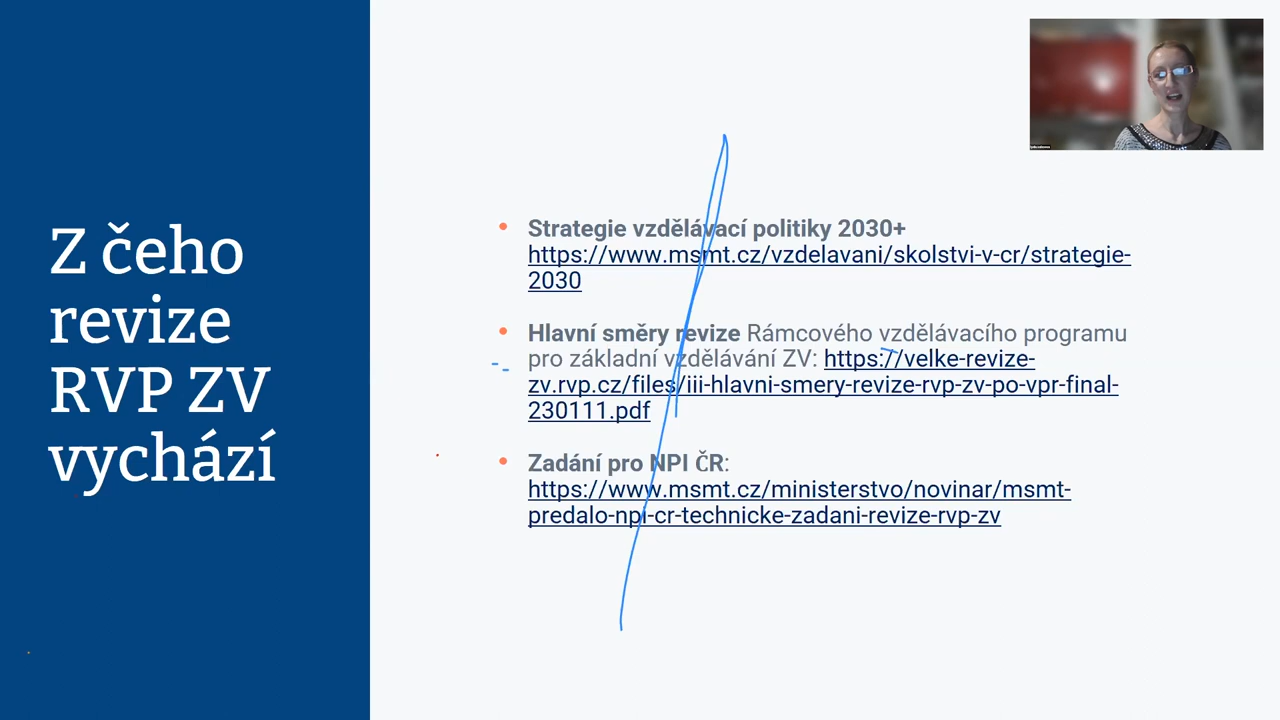 Z čeho
revize
RVP ZV
vychází
Strategie vzdělávací politiky 2030+
https://www.msmt.cz/vzdelavani/skolstvi-v-cr/strategie-
2030
Hlavní směry revize Rámcového vzdělávacího programu
pro základní vzdělávání ZV: https://velke-revize-
zv.rvp.cz/files/iii-hlavni-smery-revize-rvp-zv-po-vpr-final-
230111.pdf
Zadání pro NPI ČR:
https://www.msmt.cz/ministerstvo/novinar/msmt-
predalo-npi-cr-technicke-zadani-revize-rvp-zv